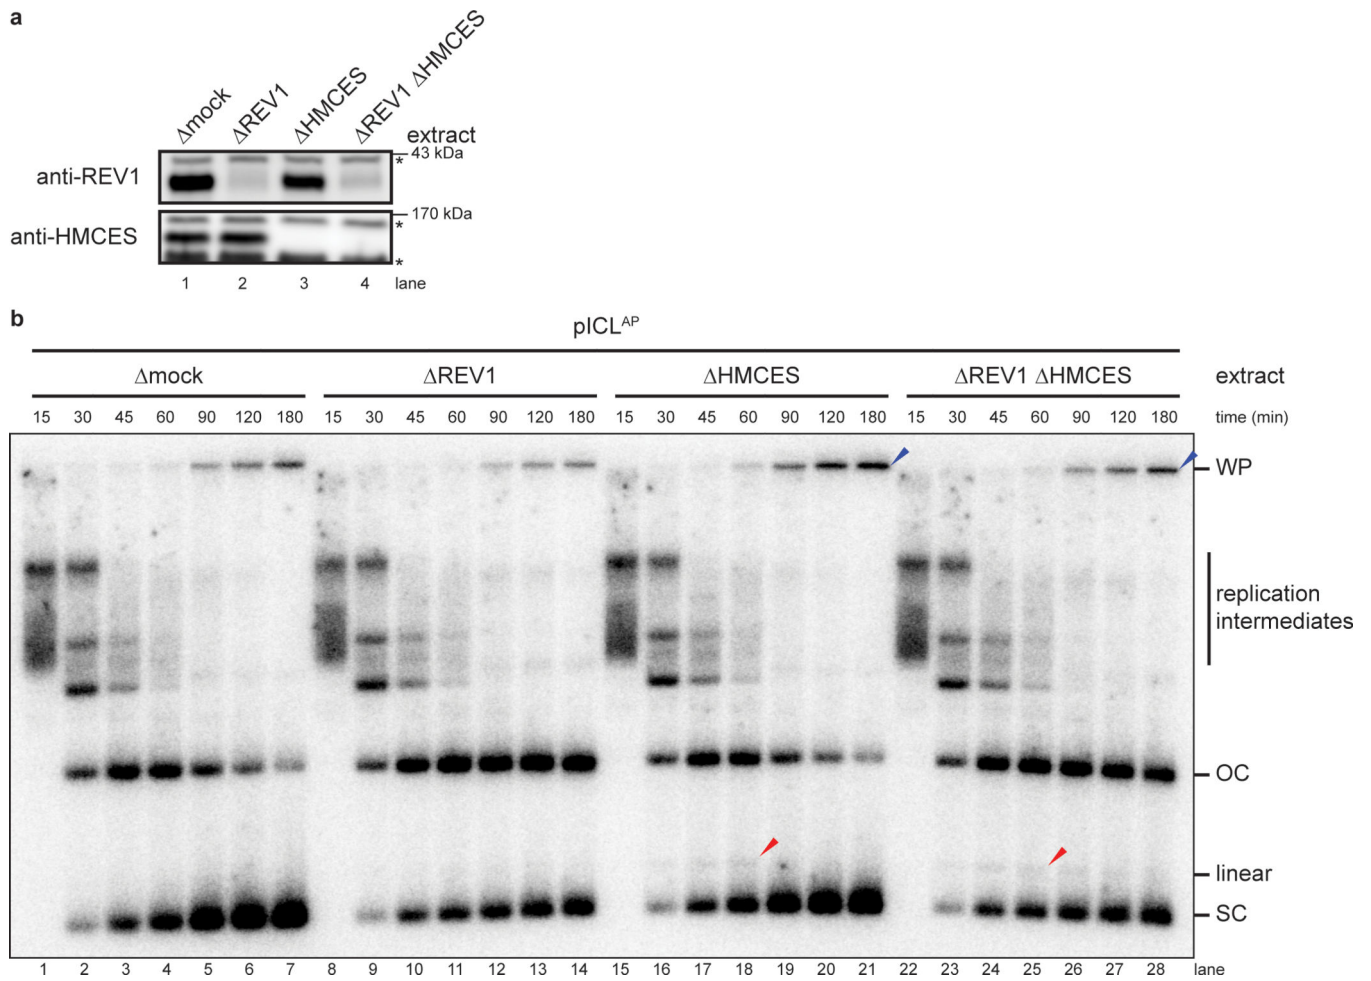 a
Δmock ΔREV1 ΔHMCES ΔREV1 ΔHMCES extract
43 kDa
*
anti-REV1
170 kDa
*
anti-HMCES
*
1 2 3 4 lane
b
pICLAP
Δmock ΔREV1 ΔHMCES ΔREV1 ΔHMCES extract
15 30 45 60 90 120 180 15 30 45 60 90 120 180 15 30 45 60 90 120 180 15 30 45 60 90 120 180 time (min)
WP
replication
intermediates
OC
linear
SC
1 2 3 4 5 6 7 8 9 10 11 12 13 14 15 16 17 18 19 20 21 22 23 24 25 26 27 28 lane